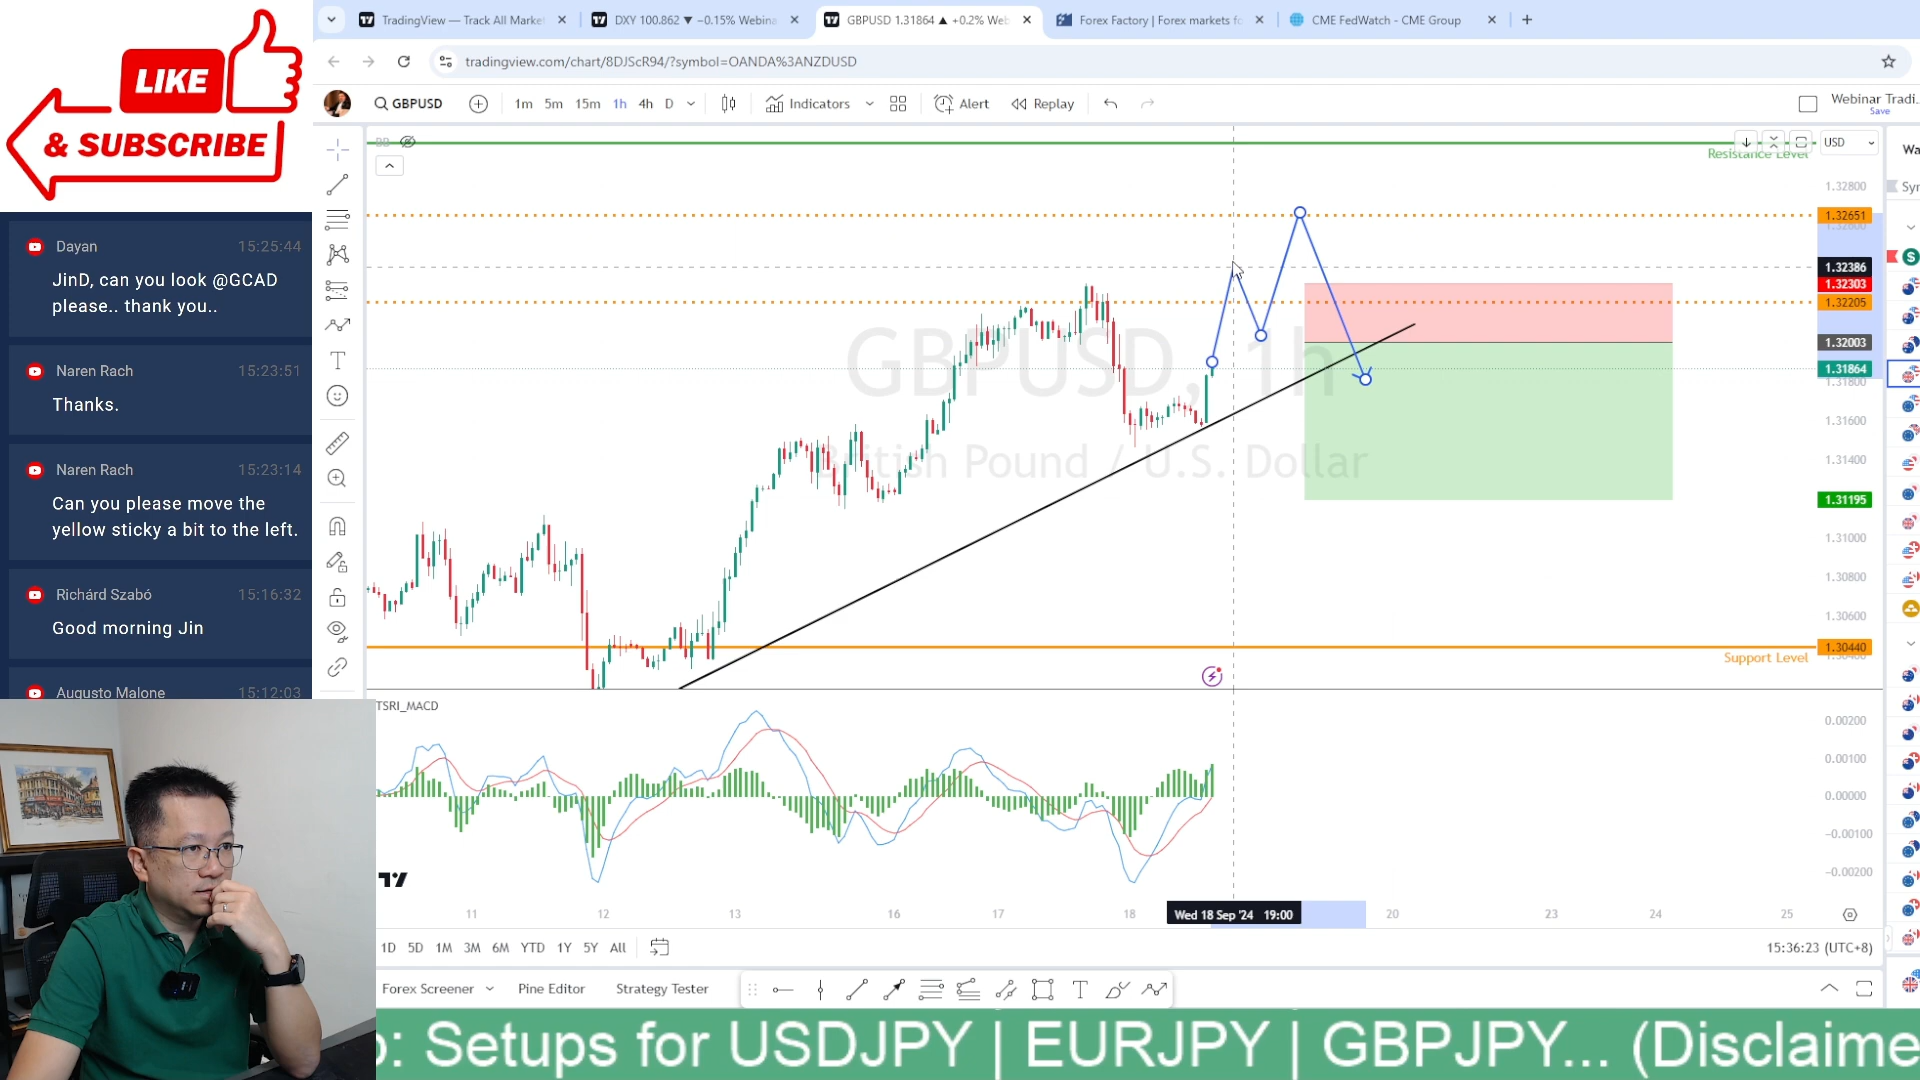 LIKE
& SUBSCRIBE
Dayan 15:25:44
JinD, can you look @GCAD
please.. thank you..
Naren Rach 15:23:51
Thanks.
Naren Rach 15:23:14
Can you please move the
yellow sticky a bit to the left.
Richárd Szabó 15:16:32
Good morning Jin
Augusto Malone 15:12:03
TradingView — Track All Marke
DXY 100.862 ▼ −0.15% Webina
GBPUSD 1.31864 ▲ +0.2% Web
Forex Factory | Forex markets fo
CME FedWatch - CME Group
tradingview.com/chart/8DJScR94/?symbol=OANDA%3ANZDUSD
GBPUSD
1m 5m 15m 1h 4h D
Indicators
Alert
Replay
Webinar Tradi..
Save
BB
Resistance Level
USD
Wa
Sy
GBPUSD, 1h
British Pound / U.S. Dollar
1.32800
1.32651
1.32386
1.32303
1.32205
1.32003
1.31864
1.31800
1.31600
1.31400
1.31195
1.31000
1.30800
1.30600
1.30440
Support Level
TSRI_MACD
0.00200
0.00100
0.00000
−0.00100
−0.00200
11 12 13 16 17 18 Wed 18 Sep '24 19:00 20 23 24 25
1D 5D 1M 3M 6M YTD 1Y 5Y All
15:36:23 (UTC+8)
Forex Screener
Pine Editor
Strategy Tester
: Setups for USDJPY | EURJPY | GBPJPY... (Disclaime